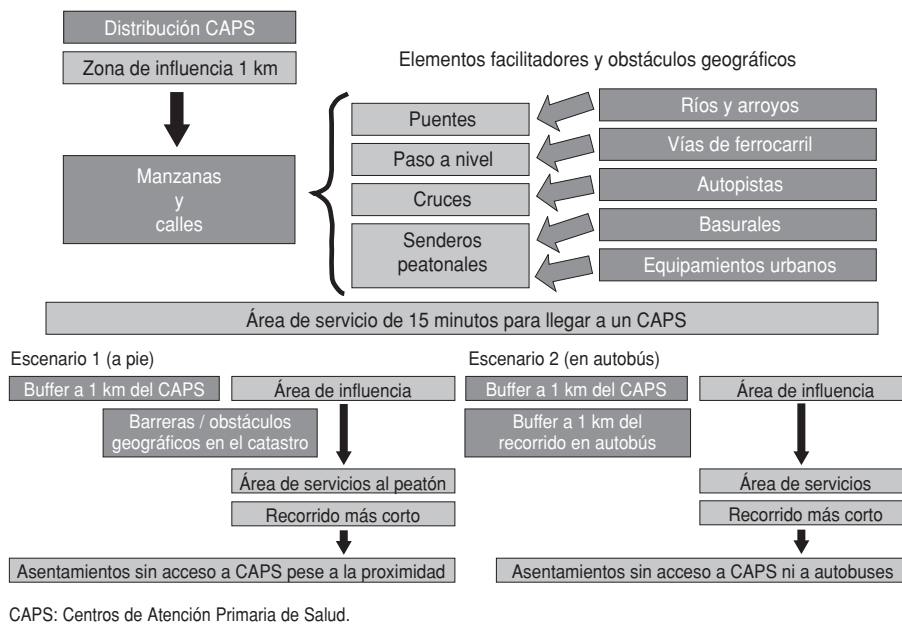 Distribución CAPS
Zona de influencia 1 km
Manzanas
y
calles
Elementos facilitadores y obstáculos geográficos
Puentes
Paso a nivel
Cruces
Senderos
peatonales
Ríos y arroyos
Vías de ferrocarril
Autopistas
Basurales
Equipamientos urbanos
Área de servicio de 15 minutos para llegar a un CAPS
Escenario 1 (a pie)
Buffer a 1 km del CAPS
Área de influencia
Barreras / obstáculos
geográficos en el catastro
Área de servicios al peatón
Recorrido más corto
Asentamientos sin acceso a CAPS pese a la proximidad
Escenario 2 (en autobús)
Buffer a 1 km del CAPS
Área de influencia
Buffer a 1 km del
recorrido en autobús
Área de servicios
Recorrido más corto
Asentamientos sin acceso a CAPS ni a autobuses
CAPS: Centros de Atención Primaria de Salud.